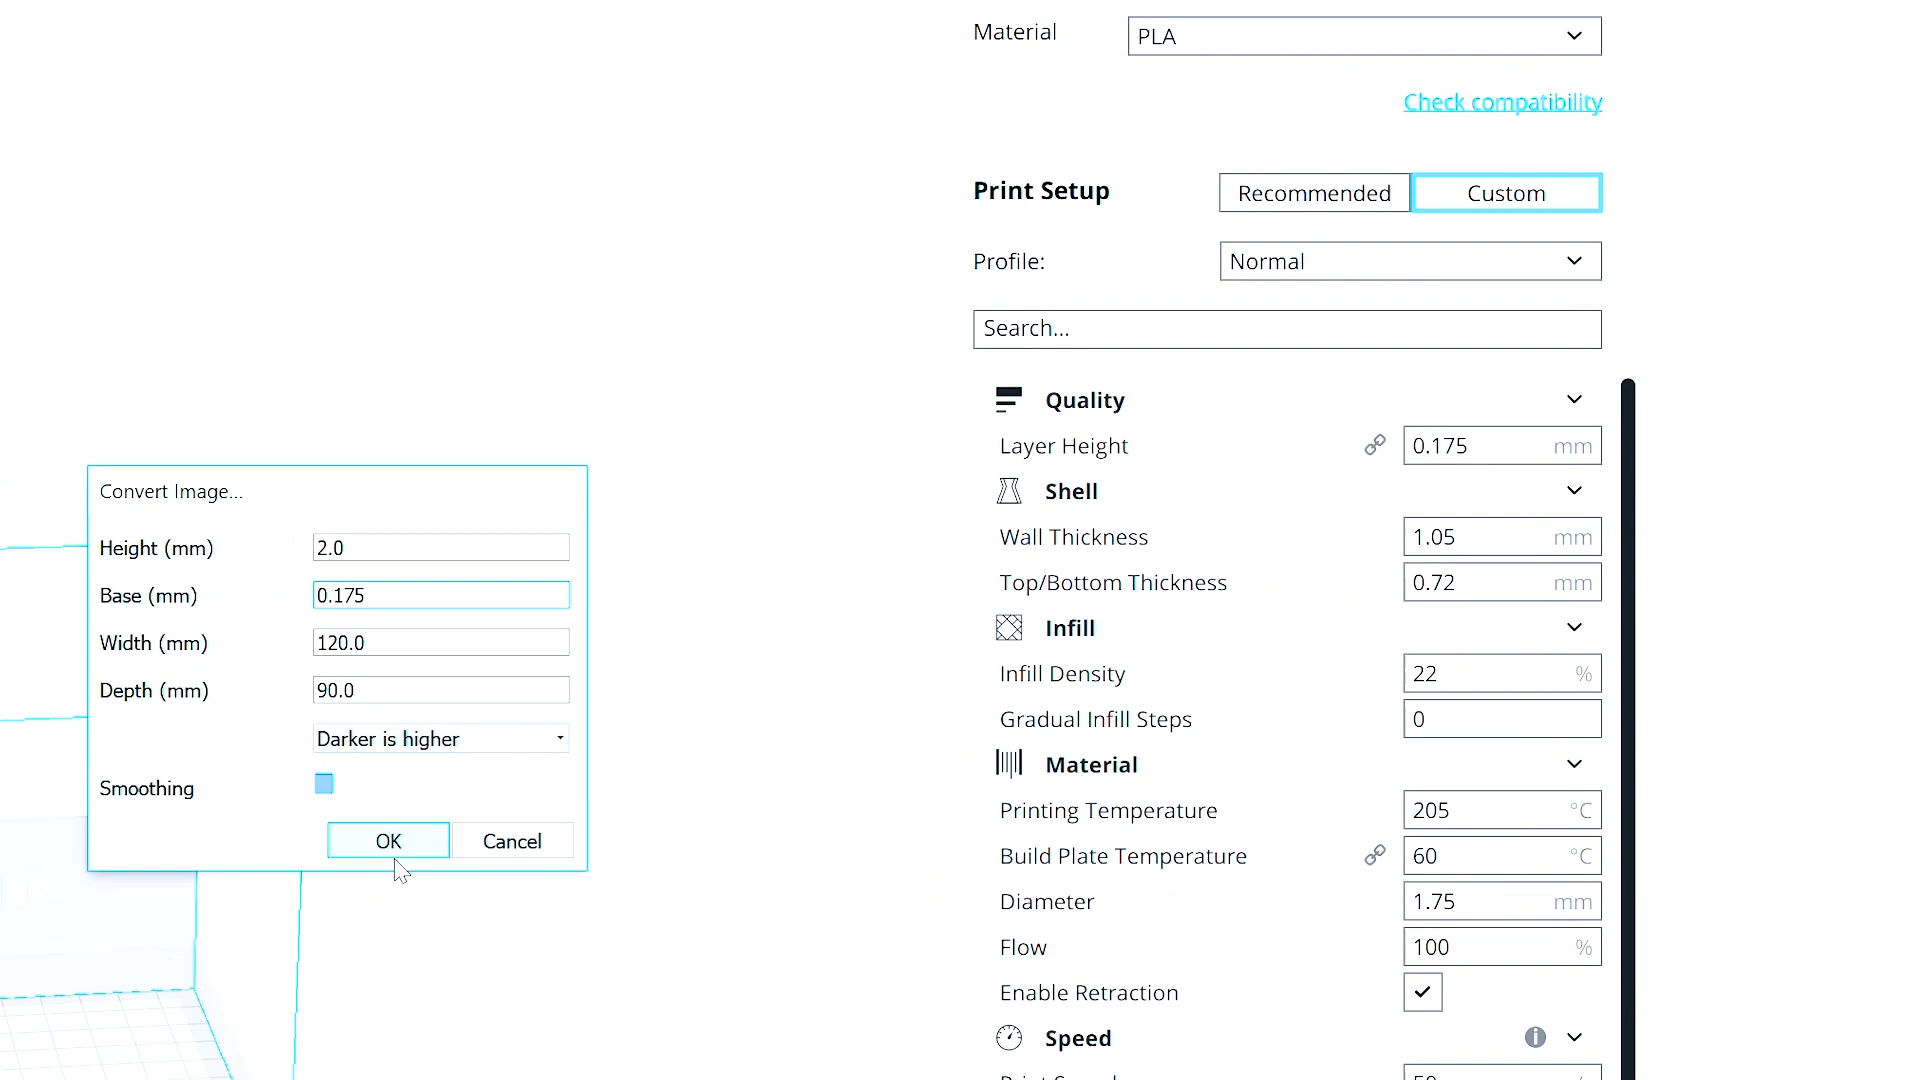 Material
PLA
Check compatibility
Print Setup
Recommended
Custom
Profile:
Normal
Search...
Quality
Layer Height
0.175 mm
Shell
Wall Thickness
1.05 mm
Top/Bottom Thickness
0.72 mm
Infill
Infill Density
22 %
Gradual Infill Steps
0
Material
Printing Temperature
205 °C
Build Plate Temperature
60 °C
Diameter
1.75 mm
Flow
100 %
Enable Retraction
Speed
Convert Image...
Height (mm)
2.0
Base (mm)
0.175
Width (mm)
120.0
Depth (mm)
90.0
Darker is higher
Smoothing
OK
Cancel